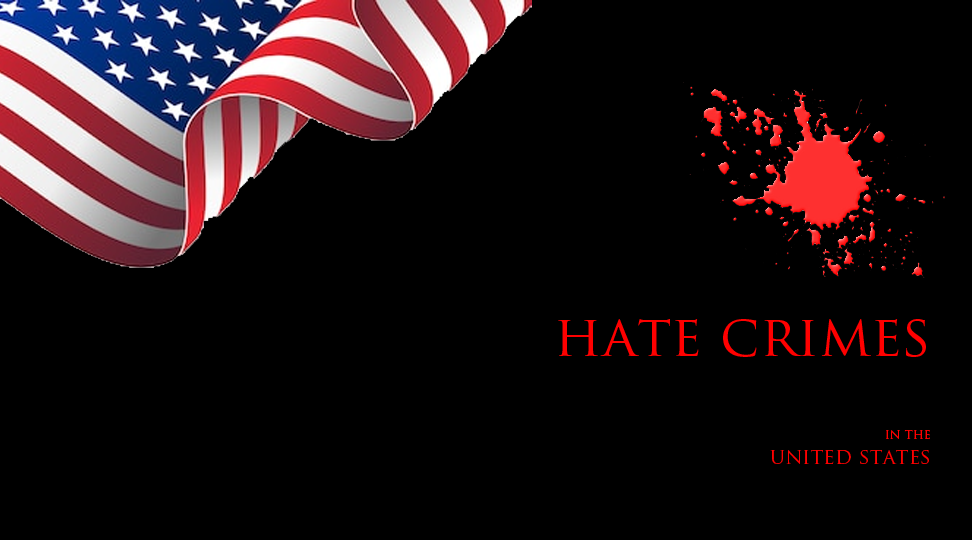 HATE CRIMES
IN THE
UNITED STATES